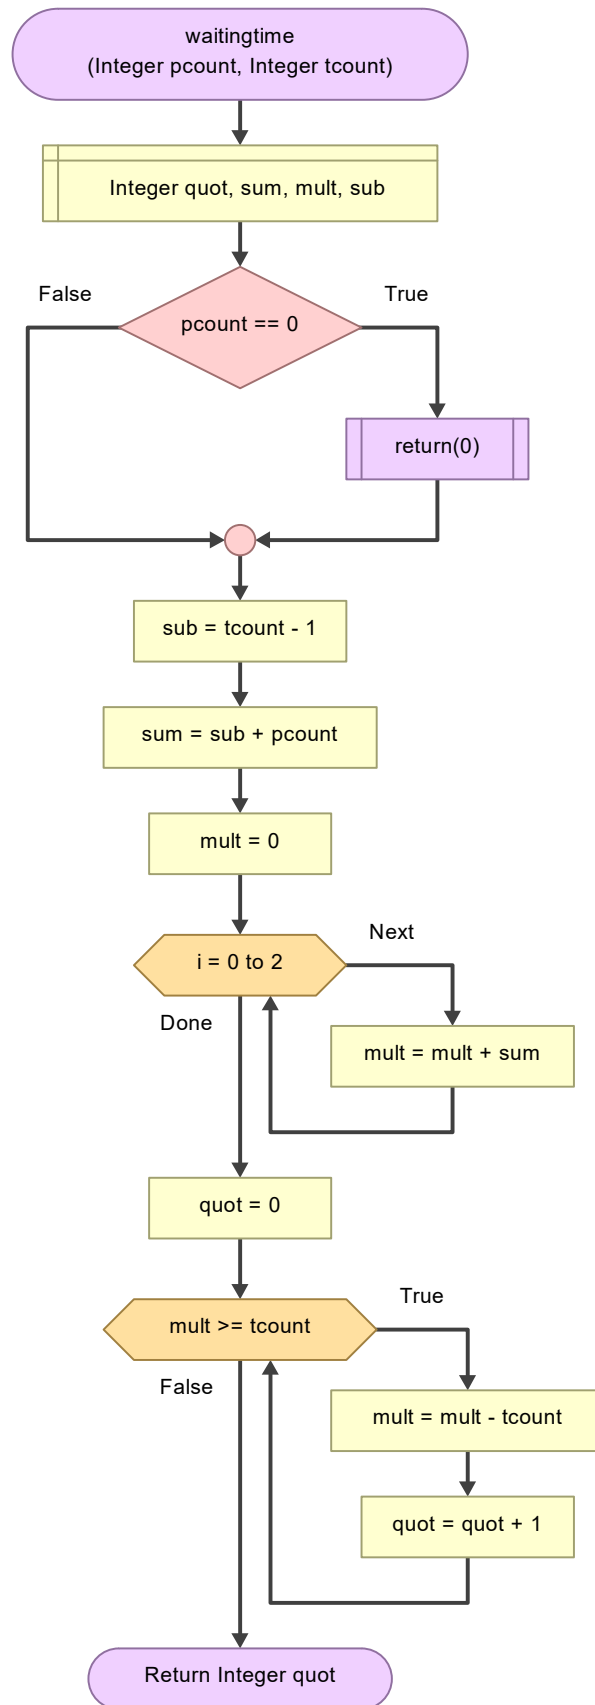 waitingtime
(Integer pcount, Integer tcount)
Integer quot, sum, mult, sub
False
True
pcount == 0
return(0)
sub = tcount - 1
sum = sub + pcount
mult = 0
Next
i = 0 to 2
Done
mult = mult + sum
quot = 0
True
mult >= tcount
False
mult = mult - tcount
quot = quot + 1
Return Integer quot